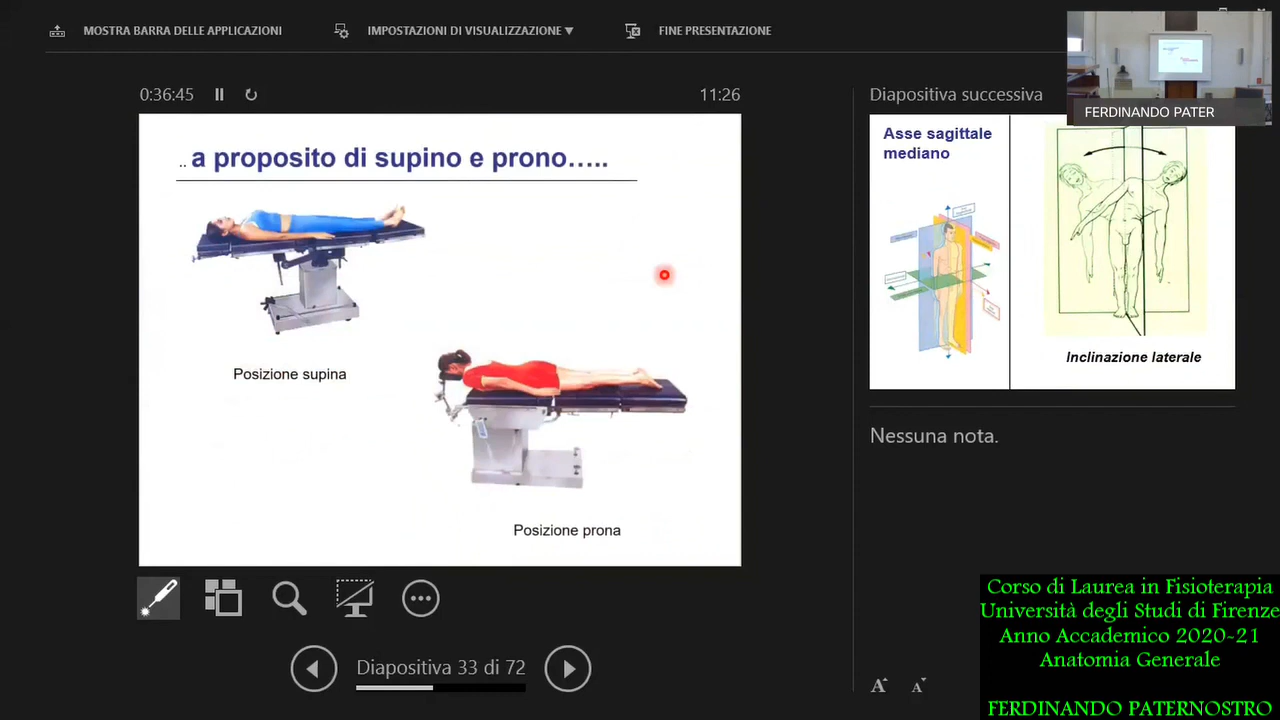 MOSTRA BARRA DELLE APPLICAZIONI
IMPOSTAZIONI DI VISUALIZZAZIONE ▼
FINE PRESENTAZIONE
0:36:45
11:26
.. a proposito di supino e prono…..
Posizione supina
Posizione prona
Diapositiva 33 di 72
Diapositiva successiva
FERDINANDO PATER
Asse sagittale
mediano
Inclinazione laterale
Nessuna nota.
A A
Corso di Laurea in Fisioterapia
Università degli Studi di Firenze
Anno Accademico 2020-21
Anatomia Generale
FERDINANDO PATERNOSTRO